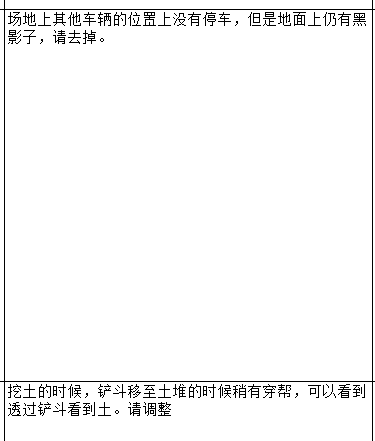 场地上其他车辆的位置上没有停车，但是地面上仍有黑
影子，请去掉。
挖土的时候，铲斗移至土堆的时候稍有穿帮，可以看到
透过铲斗看到土。请调整